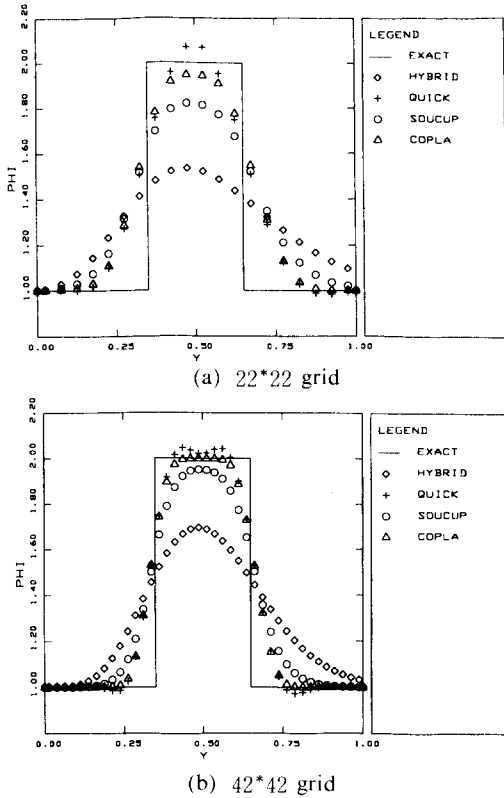 2.20
2.00
1.80
1.60
1.40
1.20
1.00
PHI
0.00
0.25
0.50
0.75
1.00
Y
LEGEND
EXACT
HYBRID
QUICK
SOUCUP
COPLA
(a) 22*22 grid
2.20
2.00
1.80
1.60
1.40
1.20
1.00
PHI
0.00
0.25
0.50
0.75
1.00
Y
LEGEND
EXACT
HYBRID
QUICK
SOUCUP
COPLA
(b) 42*42 grid